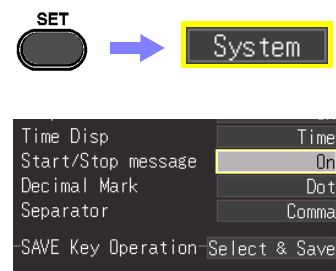 SET
System
Time Disp Time
Start/Stop message On
Decimal Mark Dot
Separator Comma
SAVE Key Operation Select & Save